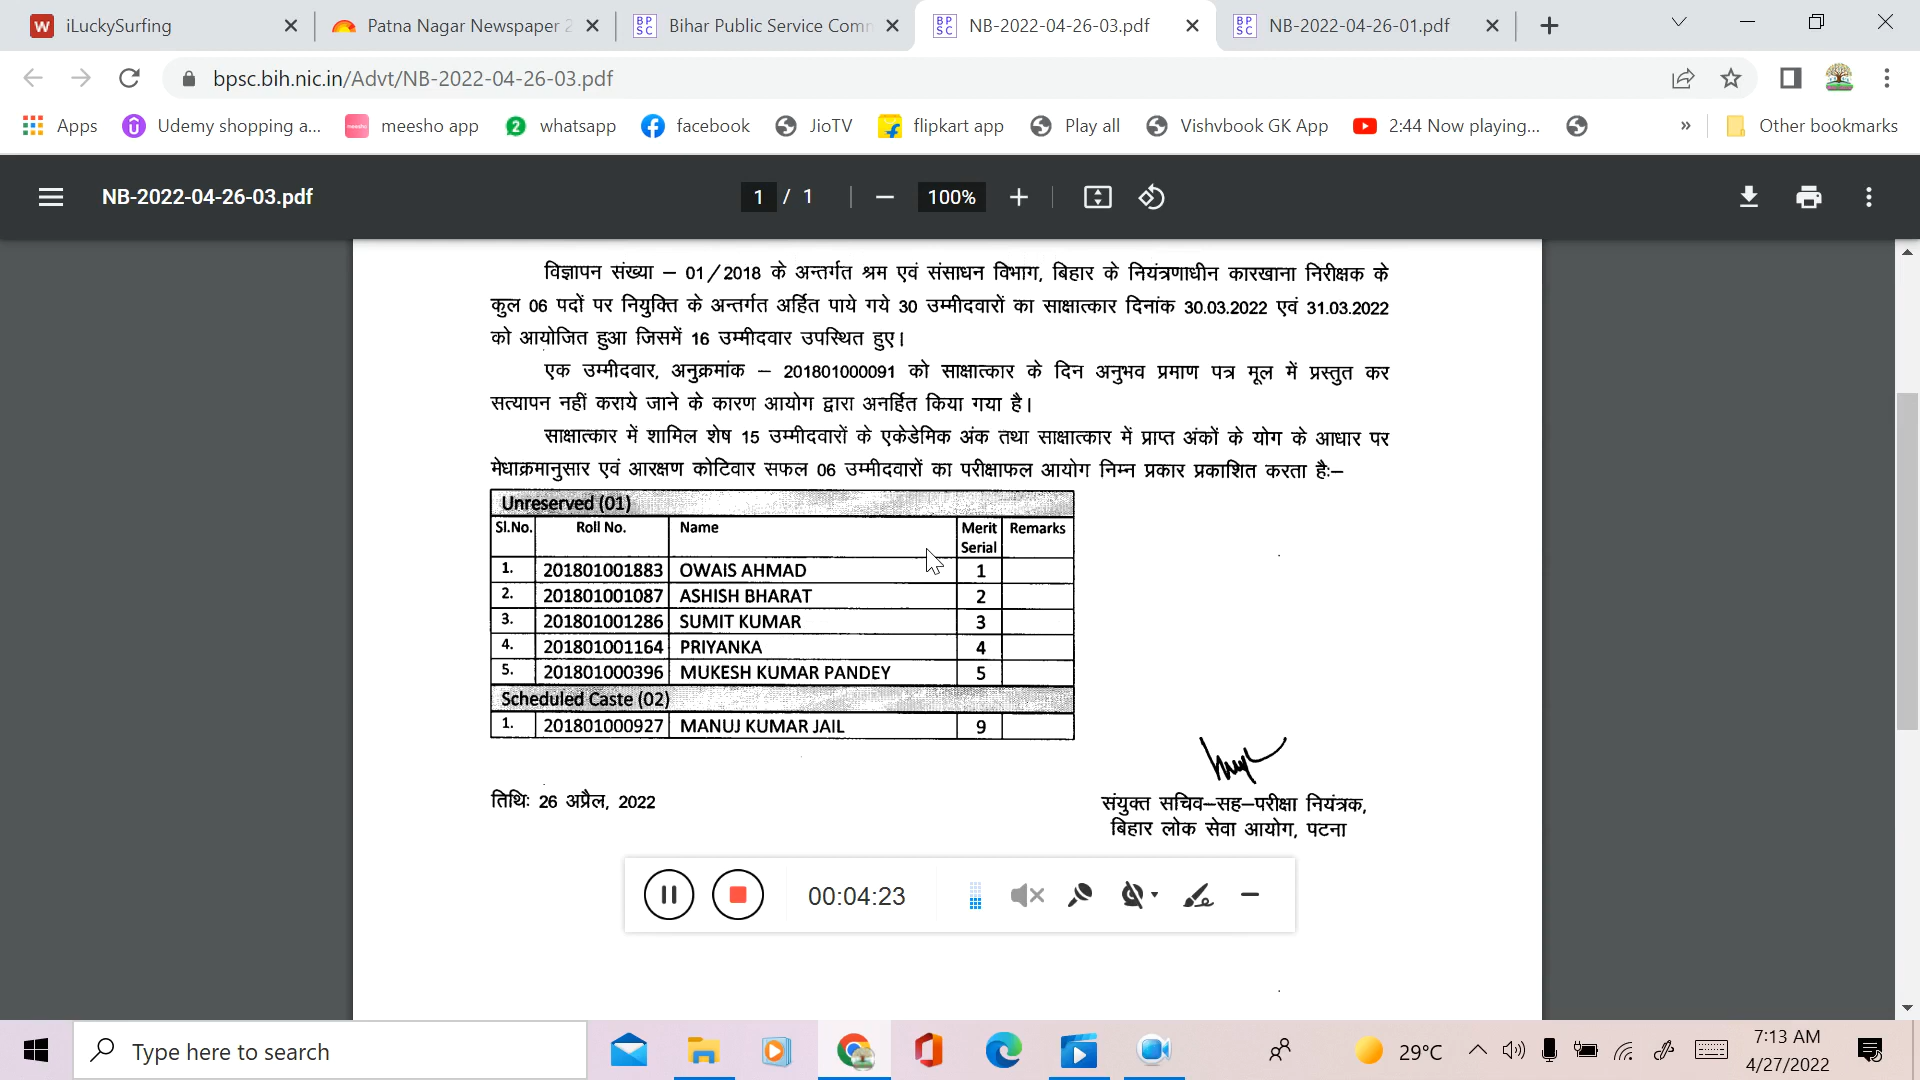 iLuckySurfing
Patna Nagar Newspaper 2
Bihar Public Service Comm
NB-2022-04-26-03.pdf
NB-2022-04-26-01.pdf
bpsc.bih.nic.in/Advt/NB-2022-04-26-03.pdf
Apps
Udemy shopping a...
meesho app
whatsapp
facebook
JioTV
flipkart app
Play all
Vishvbook GK App
2:44 Now playing...
»
Other bookmarks
NB-2022-04-26-03.pdf
1 / 1
100%
विज्ञापन संख्या – 01/2018 के अन्तर्गत श्रम एवं संसाधन विभाग, बिहार के नियंत्रणाधीन कारखाना निरीक्षक के
कुल 06 पदों पर नियुक्ति के अन्तर्गत अर्हित पाये गये 30 उम्मीदवारों का साक्षात्कार दिनांक 30.03.2022 एवं 31.03.2022
को आयोजित हुआ जिसमें 16 उम्मीदवार उपस्थित हुए।
एक उम्मीदवार, अनुक्रमांक – 201801000091 को साक्षात्कार के दिन अनुभव प्रमाण पत्र मूल में प्रस्तुत कर
सत्यापन नहीं कराये जाने के कारण आयोग द्वारा अनर्हित किया गया है।
साक्षात्कार में शामिल शेष 15 उम्मीदवारों के एकेडेमिक अंक तथा साक्षात्कार में प्राप्त अंकों के योग के आधार पर
मेधाक्रमानुसार एवं आरक्षण कोटिवार सफल 06 उम्मीदवारों का परीक्षाफल आयोग निम्न प्रकार प्रकाशित करता है:–
Unreserved (01)
Sl.No. Roll No. Name Merit Serial Remarks
1. 201801001883 OWAIS AHMAD 1
2. 201801001087 ASHISH BHARAT 2
3. 201801001286 SUMIT KUMAR 3
4. 201801001164 PRIYANKA 4
5. 201801000396 MUKESH KUMAR PANDEY 5
Scheduled Caste (02)
1. 201801000927 MANUJ KUMAR JAIL 9
तिथि: 26 अप्रैल, 2022
संयुक्त सचिव–सह–परीक्षा नियंत्रक,
बिहार लोक सेवा आयोग, पटना
00:04:23
Type here to search
29°C
7:13 AM
4/27/2022